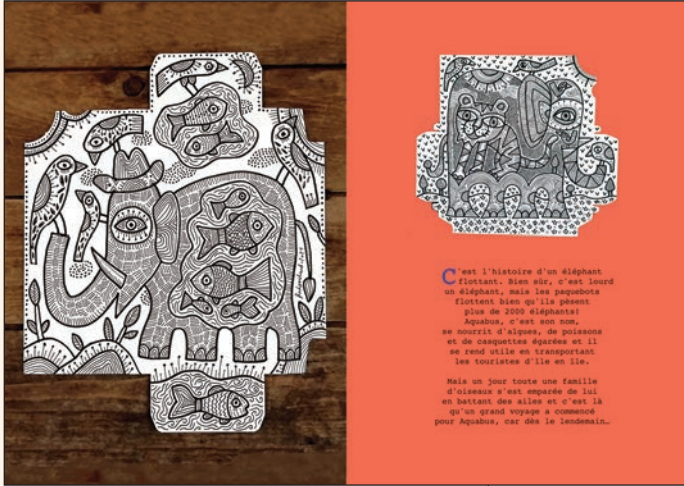 C'est l'histoire d'un éléphant
flottant. Bien sûr, c'est lourd
un éléphant, mais les paquebots
flottent bien qu'ils pèsent
plus de 2000 éléphants!
Aquabus, c'est son nom,
se nourrit d'algues, de poissons
et de casquettes égarées et il
se rend utile en transportant
les touristes d'île en île.
Mais un jour toute une famille
d'oiseaux s'est emparée de lui
en battant des ailes et c'est là
qu'un grand voyage a commencé
pour Aquabus, car dès le lendemain…